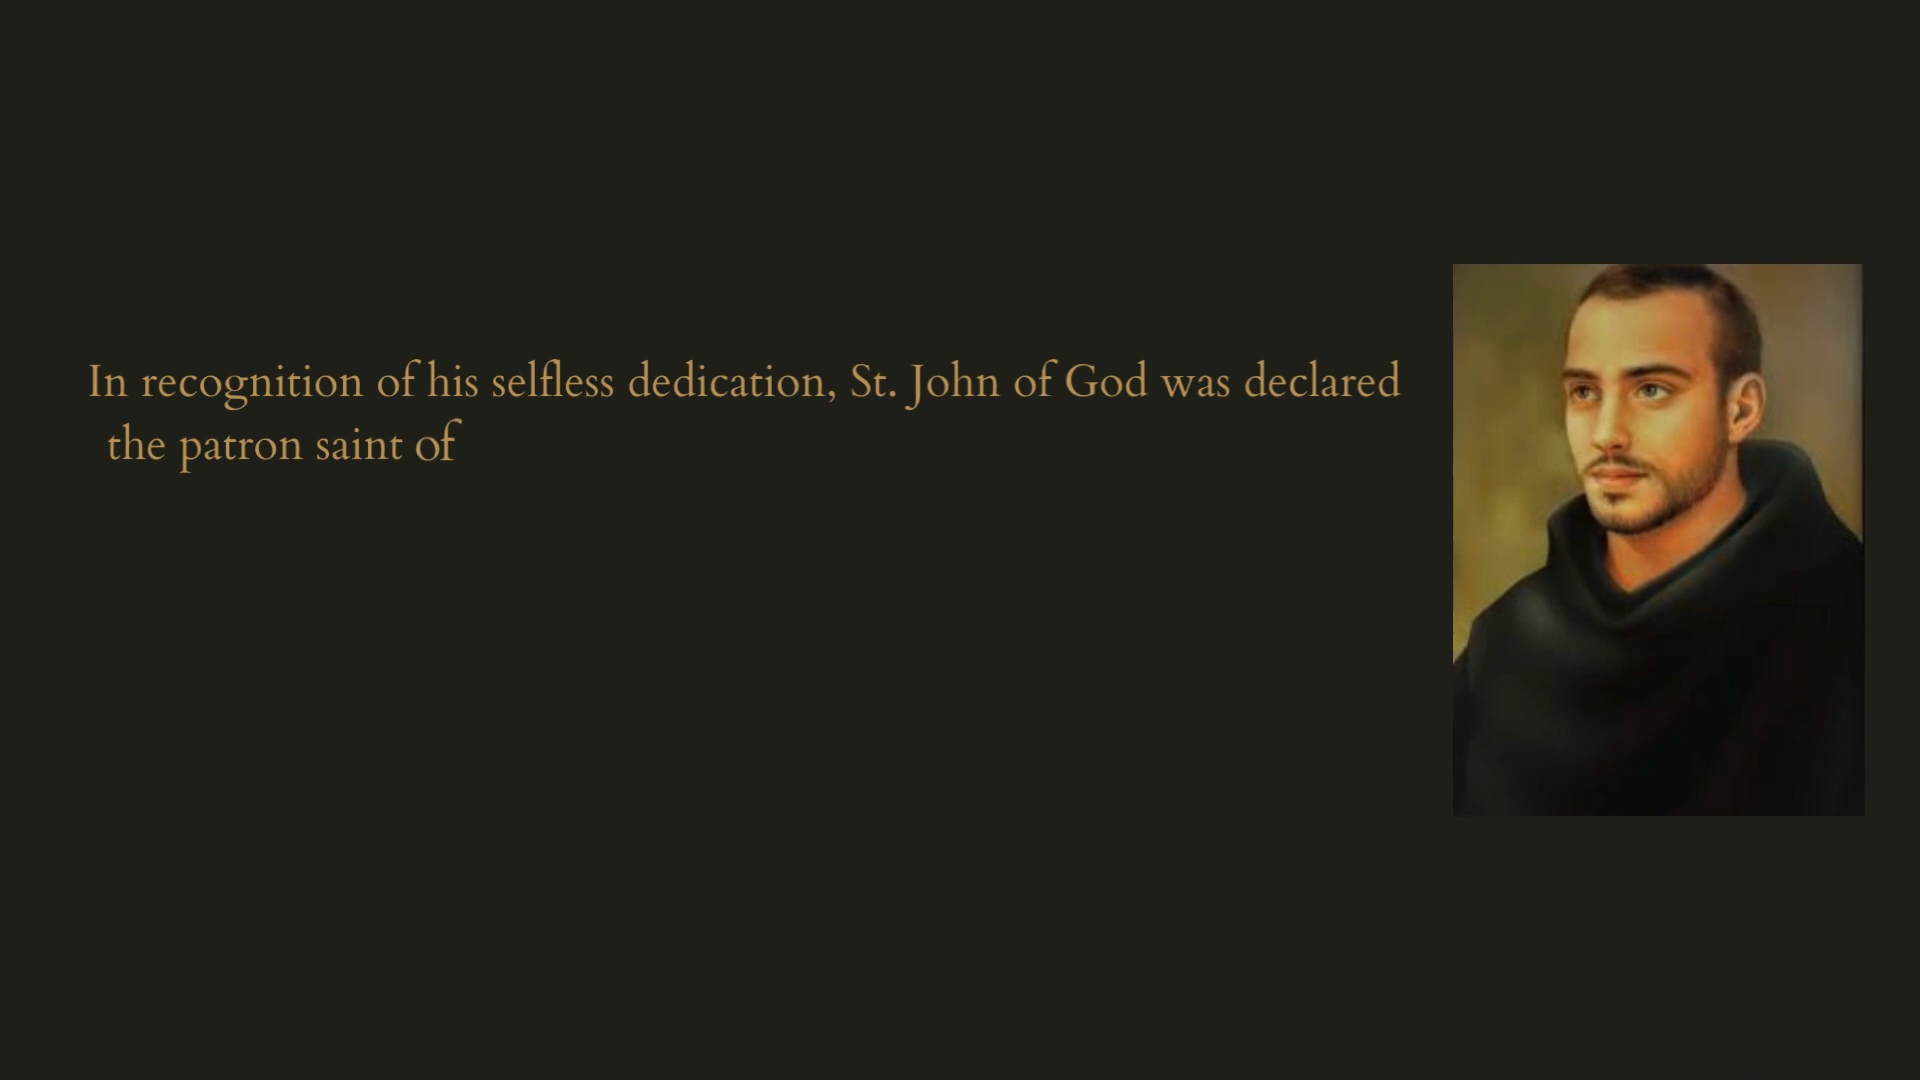 In recognition of his selfless dedication, St. John of God was declared
the patron saint of